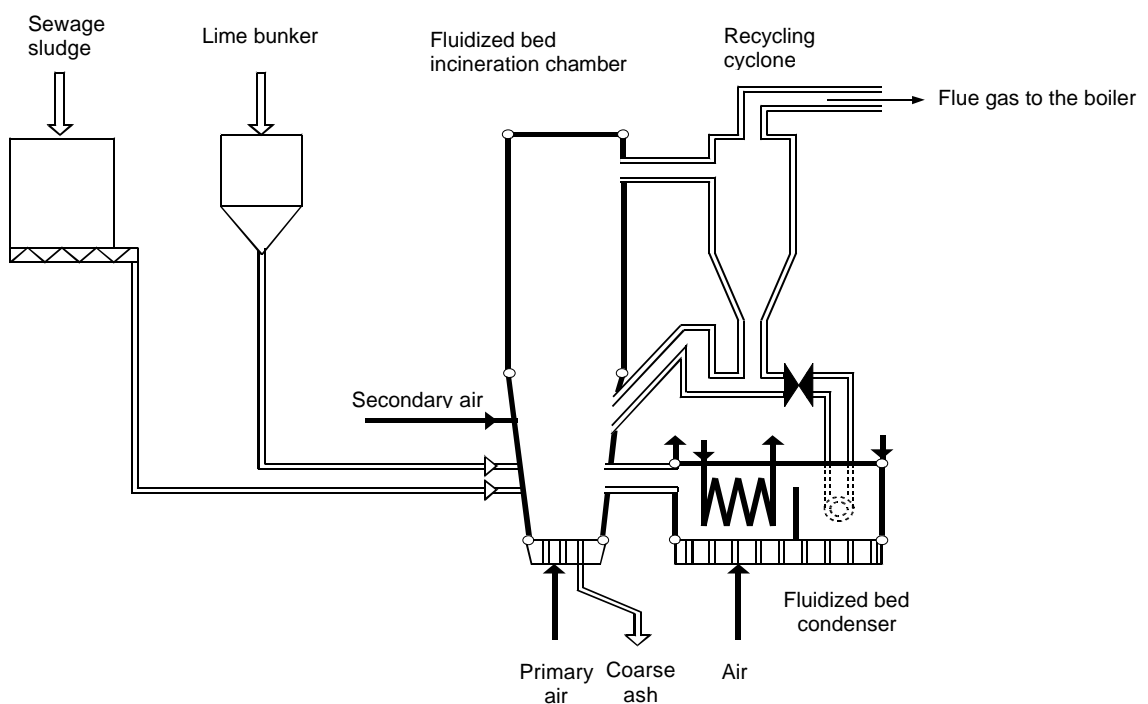 Sewage
sludge
Lime bunker
Fluidized bed
incineration chamber
Recycling
cyclone
Flue gas to the boiler
Secondary air
Fluidized bed
condenser
Primary
air
Coarse
ash
Air